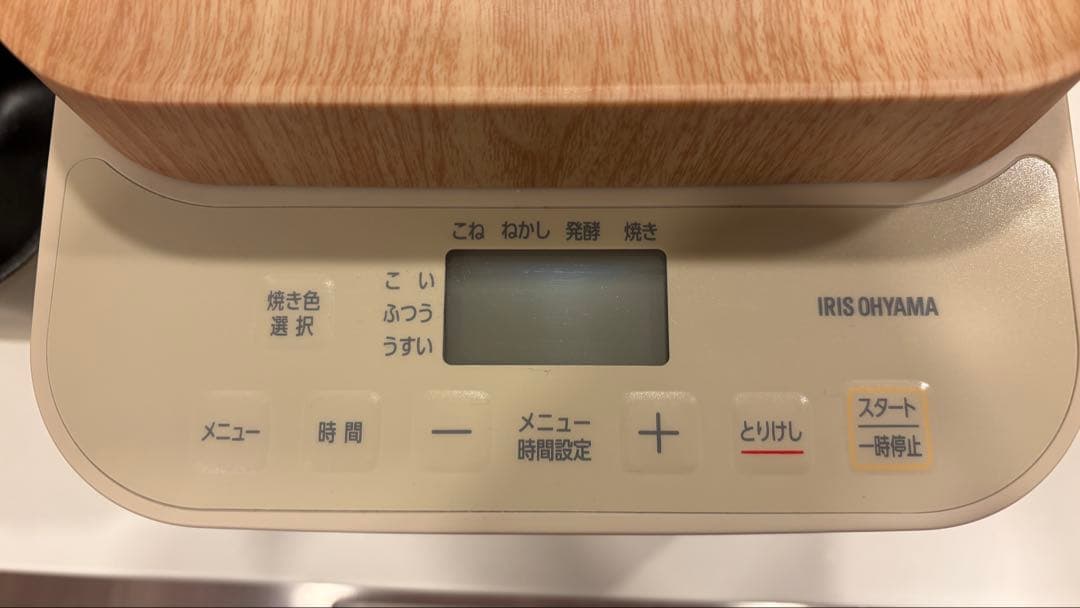 こね ねかし 発酵 焼き
こい
ふつう
うすい
焼き色
選択
IRIS OHYAMA
メニュー
時間
－
メニュー
時間設定
＋
とりけし
スタート
一時停止